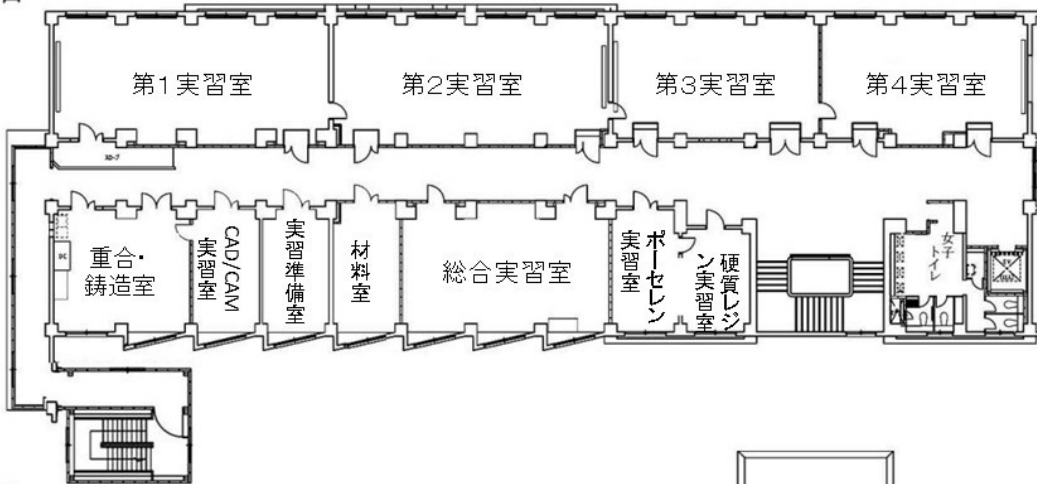 第1実習室
第2実習室
第3実習室
第4実習室
重合・
鋳造室
CAD/CAM
実習室
実習準備室
材料室
総合実習室
ポーセレン
実習室
硬質レジ
ン実習室
女子
トイレ